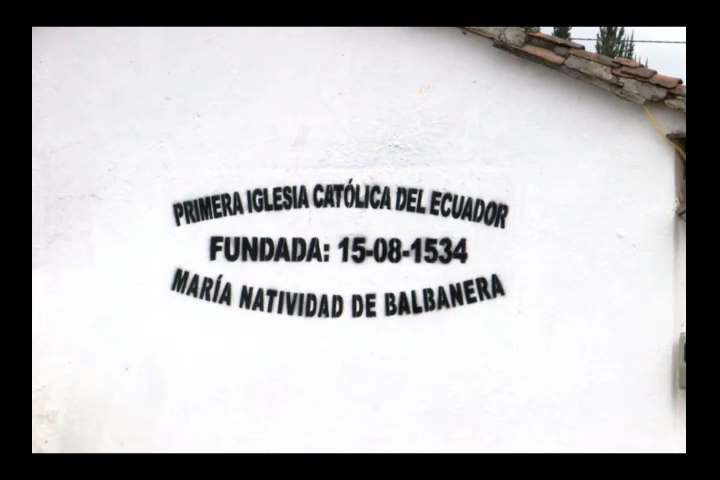 PRIMERA IGLESIA CATÓLICA DEL ECUADOR
FUNDADA: 15-08-1534
MARÍA NATIVIDAD DE BALBANERA